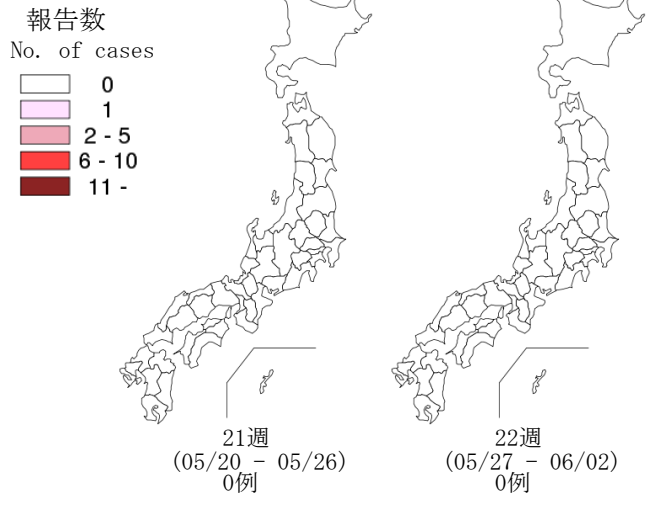 報告数
No. of cases
0
1
2 - 5
6 - 10
11 -
21週
(05/20 - 05/26)
0例
22週
(05/27 - 06/02)
0例